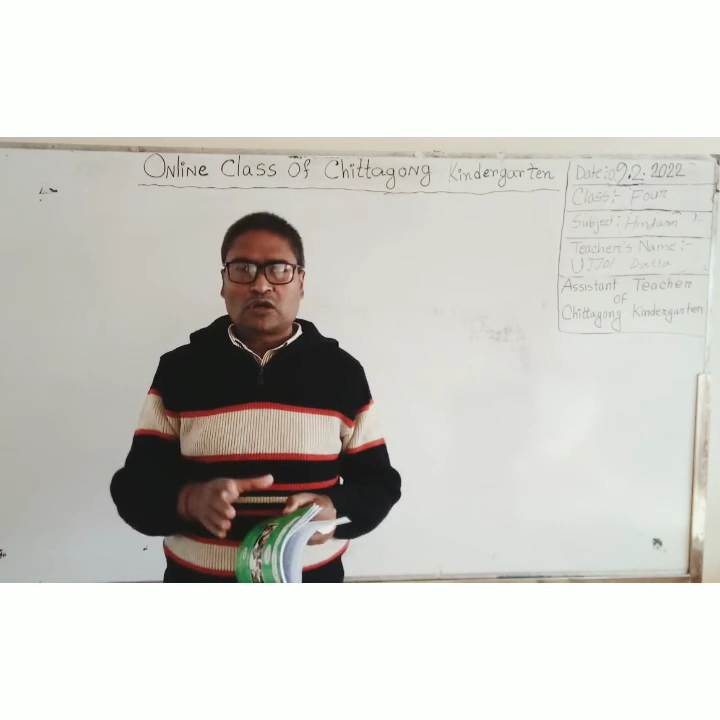 Online Class Of Chittagong Kindergarten
Date: 09.2.2022
Class:- Four
Subject:
Teacher's Name:-
Ujjol Datta
Assistant Teacher
OF
Chittagong Kindergarten